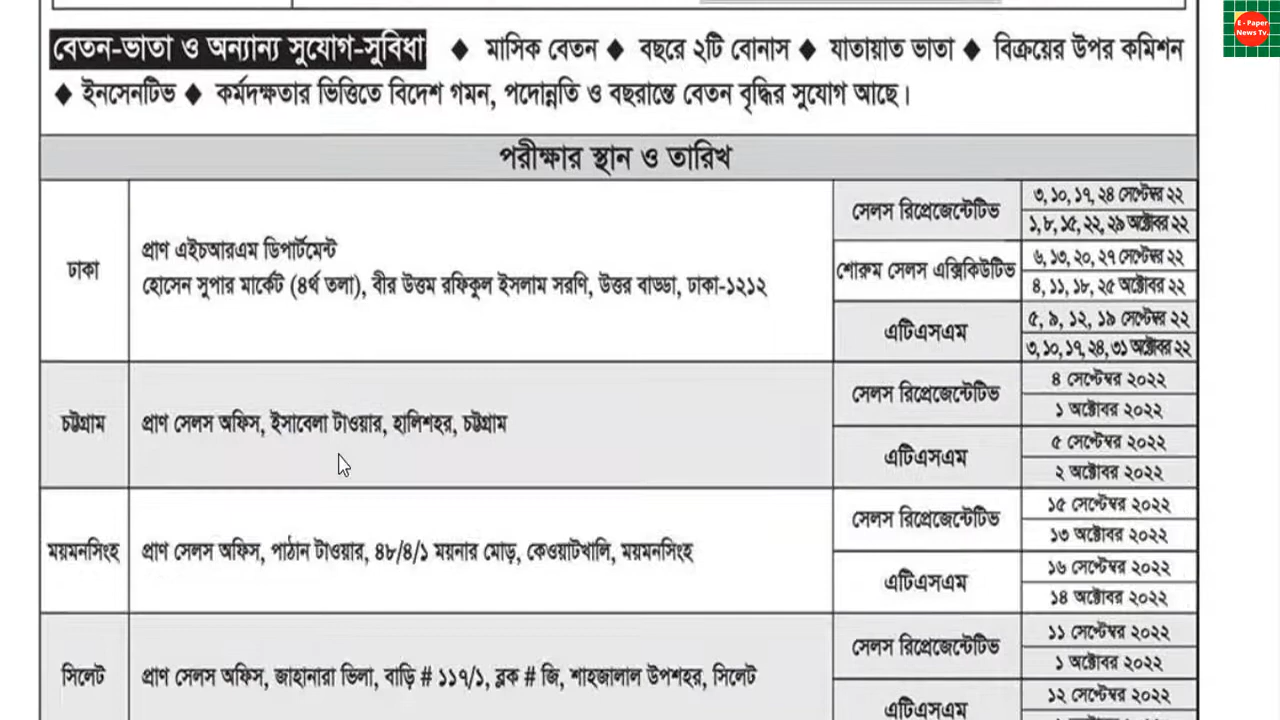 E - Paper
News Tv.
বেতন-ভাতা ও অন্যান্য সুযোগ-সুবিধা ◆ মাসিক বেতন ◆ বছরে ২টি বোনাস ◆ যাতায়াত ভাতা ◆ বিক্রয়ের উপর কমিশন
◆ ইনসেনটিভ ◆ কর্মদক্ষতার ভিত্তিতে বিদেশ গমন, পদোন্নতি ও বছরান্তে বেতন বৃদ্ধির সুযোগ আছে।
পরীক্ষার স্থান ও তারিখ
ঢাকা
প্রাণ এইচআরএম ডিপার্টমেন্ট
হোসেন সুপার মার্কেট (৪র্থ তলা), বীর উত্তম রফিকুল ইসলাম সরণি, উত্তর বাড্ডা, ঢাকা-১২১২
সেলস রিপ্রেজেন্টেটিভ
৩, ১০, ১৭, ২৪ সেপ্টেম্বর ২২
১, ৮, ১৫, ২২, ২৯ অক্টোবর ২২
শোরুম সেলস এক্সিকিউটিভ
৬, ১৩, ২০, ২৭ সেপ্টেম্বর ২২
৪, ১১, ১৮, ২৫ অক্টোবর ২২
এটিএসএম
৫, ৯, ১২, ১৯ সেপ্টেম্বর ২২
৩, ১০, ১৭, ২৪, ৩১ অক্টোবর ২২
চট্টগ্রাম
প্রাণ সেলস অফিস, ইসাবেলা টাওয়ার, হালিশহর, চট্টগ্রাম
সেলস রিপ্রেজেন্টেটিভ
৪ সেপ্টেম্বর ২০২২
১ অক্টোবর ২০২২
এটিএসএম
৫ সেপ্টেম্বর ২০২২
২ অক্টোবর ২০২২
ময়মনসিংহ
প্রাণ সেলস অফিস, পাঠান টাওয়ার, ৪৮/৪/১ ময়নার মোড়, কেওয়াটখালি, ময়মনসিংহ
সেলস রিপ্রেজেন্টেটিভ
১৫ সেপ্টেম্বর ২০২২
১৩ অক্টোবর ২০২২
এটিএসএম
১৬ সেপ্টেম্বর ২০২২
১৪ অক্টোবর ২০২২
সিলেট
প্রাণ সেলস অফিস, জাহানারা ভিলা, বাড়ি # ১১৭/১, ব্লক # জি, শাহজালাল উপশহর, সিলেট
সেলস রিপ্রেজেন্টেটিভ
১১ সেপ্টেম্বর ২০২২
১ অক্টোবর ২০২২
এটিএসএম
১২ সেপ্টেম্বর ২০২২